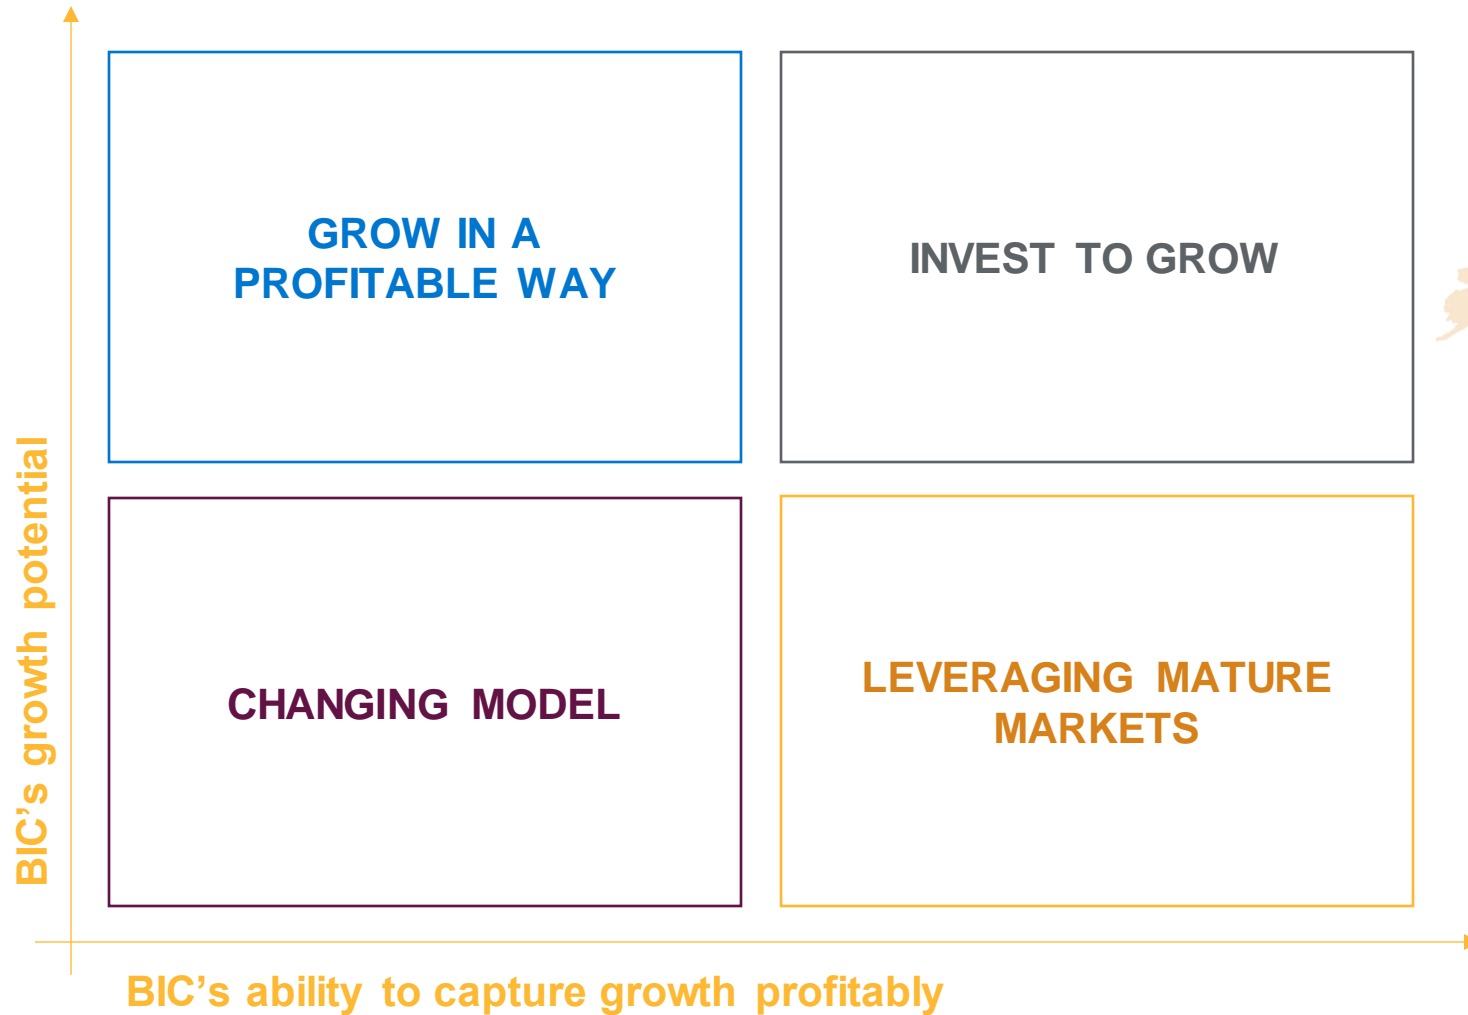 GROW IN A
PROFITABLE WAY
INVEST TO GROW
CHANGING MODEL
LEVERAGING MATURE
MARKETS
BIC’s growth potential
BIC’s ability to capture growth profitably